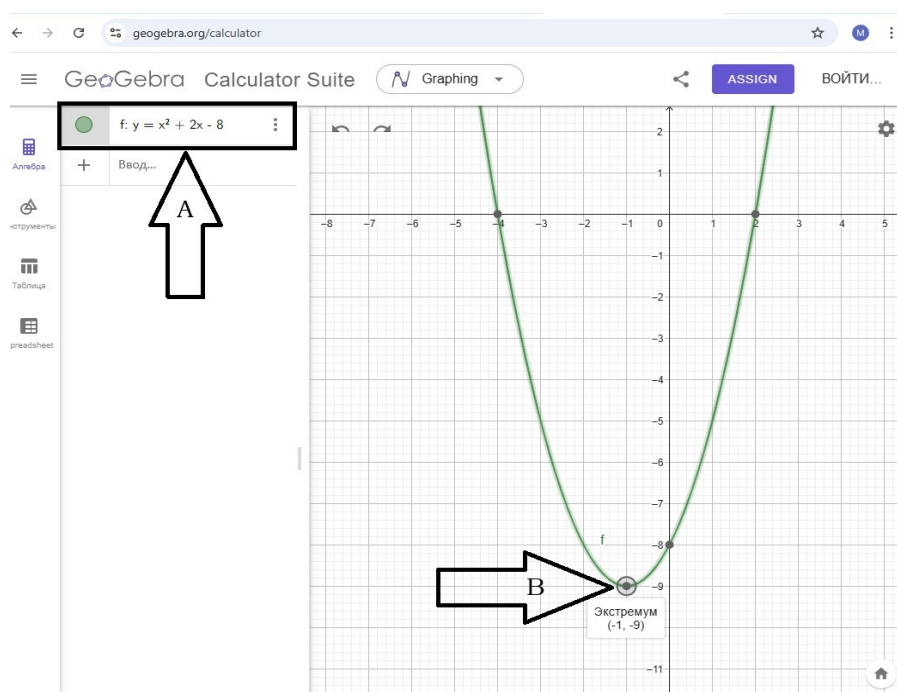 geogebra.org/calculator
M
GeoGebra Calculator Suite
Graphing
ASSIGN
ВОЙТИ...
f: y = x² + 2x - 8
Ввод...
A
Алгебра
нструменты
Таблица
preadsheet
2
1
–8 –7 –6 –5 –4 –3 –2 –1 0 1 2 3 4 5
–1
–2
–3
–4
–5
–6
–7
f
–8
B
–9
Экстремум
(-1, -9)
–11